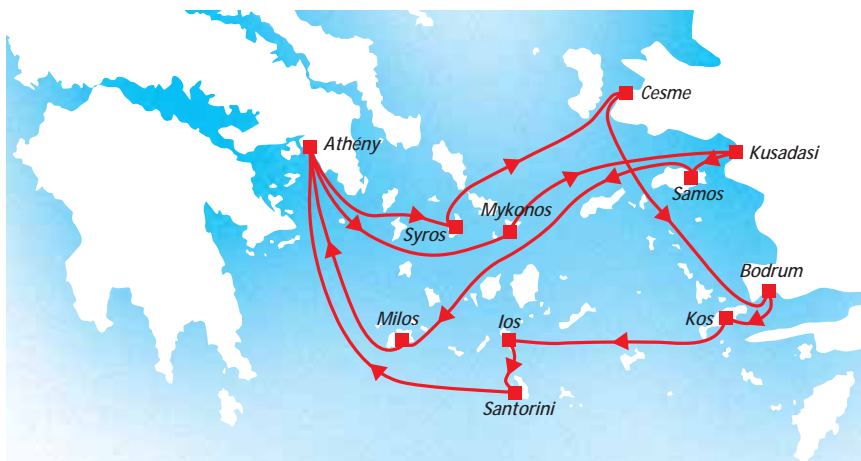 Cesme
Athény
Kusadasi
Samos
Mykonos
Syros
Bodrum
Milos
Ios
Kos
Santorini